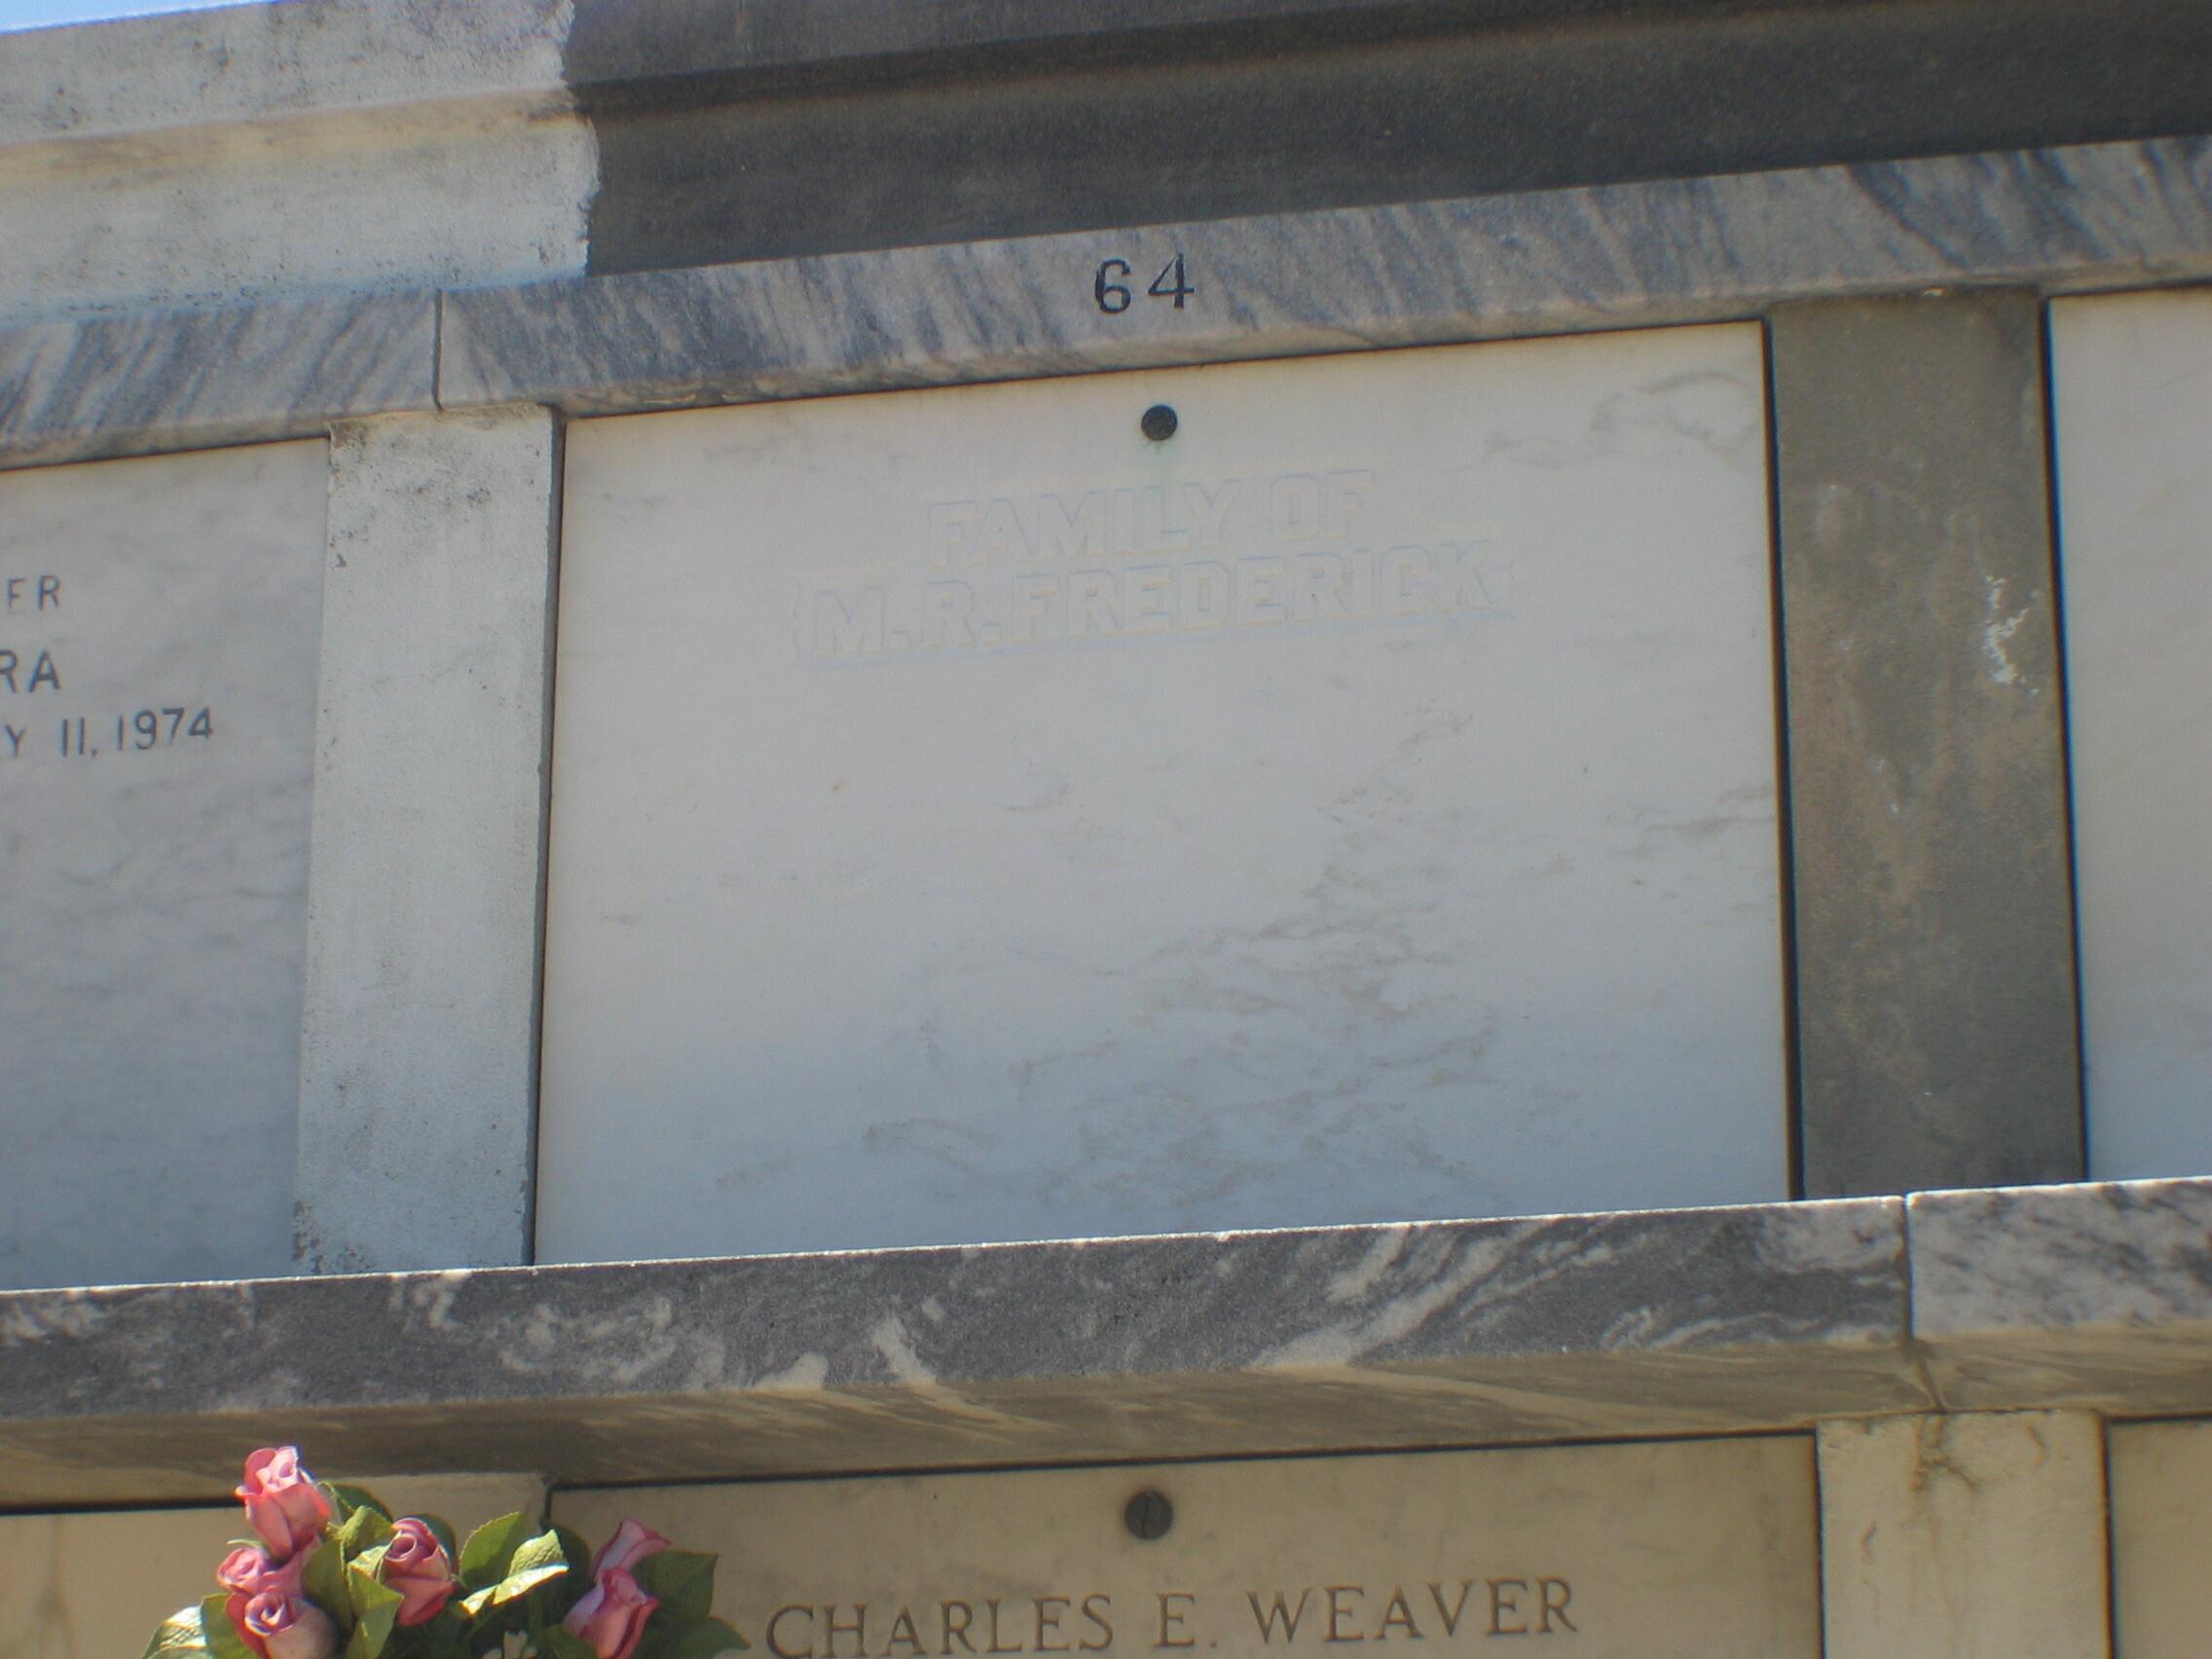 64
FAMILY OF
M. R. FREDERICK
ER
RA
Y 11, 1974
CHARLES E. WEAVER